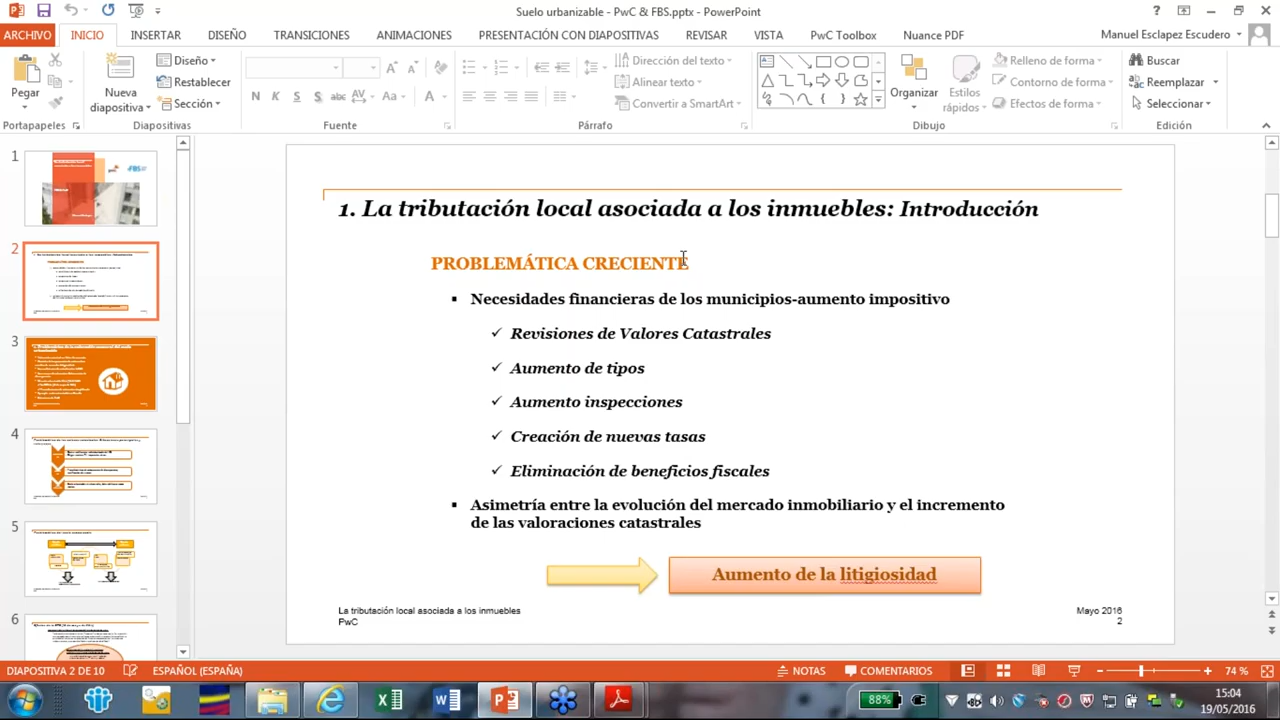 Suelo urbanizable - PwC & FBS.pptx - PowerPoint
ARCHIVO INICIO INSERTAR DISEÑO TRANSICIONES ANIMACIONES PRESENTACIÓN CON DIAPOSITIVAS REVISAR VISTA PwC Toolbox Nuance PDF Manuel Esclapez Escudero
Pegar
Nueva diapositiva
Diseño
Restablecer
Sección
Dirección del texto
Alinear texto
Convertir a SmartArt
Organizar
Estilos rápidos
Relleno de forma
Contorno de forma
Efectos de forma
Buscar
Reemplazar
Seleccionar
Portapapeles Diapositivas Fuente Párrafo Dibujo Edición
1
2
3
4
5
6
1. La tributación local asociada a los inmuebles: Introducción
PROBLEMÁTICA CRECIENTE
▪ Necesidades financieras de los municipios-aumento impositivo
✓ Revisiones de Valores Catastrales
✓ Aumento de tipos
✓ Aumento inspecciones
✓ Creación de nuevas tasas
✓ Eliminación de beneficios fiscales
▪ Asimetría entre la evolución del mercado inmobiliario y el incremento
de las valoraciones catastrales
Aumento de la litigiosidad
La tributación local asociada a los inmuebles
PwC
Mayo 2016
2
DIAPOSITIVA 2 DE 10 ESPAÑOL (ESPAÑA) NOTAS COMENTARIOS 74 %
88% 15:04
19/05/2016